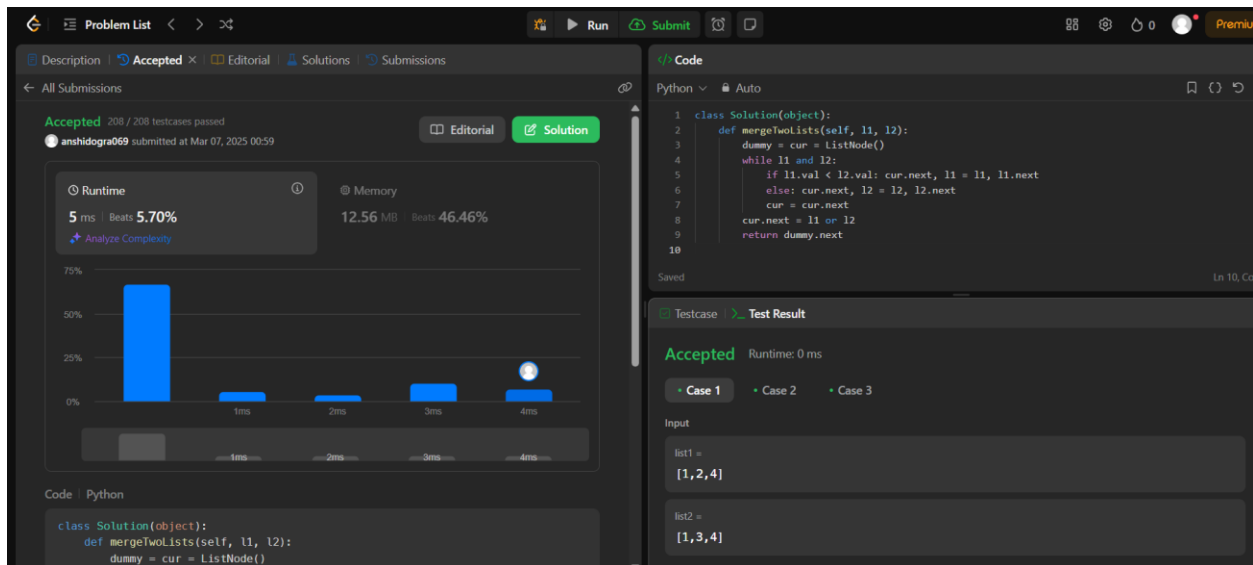 Problem List
Run
Submit
0
Premiu
Description
Accepted
Editorial
Solutions
Submissions
All Submissions
Accepted 208 / 208 testcases passed
anshidogra069 submitted at Mar 07, 2025 00:59
Editorial
Solution
Runtime
5 ms Beats 5.70%
Analyze Complexity
Memory
12.56 MB Beats 46.46%
75%
50%
25%
0%
1ms 2ms 3ms 4ms
1ms 2ms 3ms 4ms
Code Python
class Solution(object):
def mergeTwoLists(self, l1, l2):
dummy = cur = ListNode()
</> Code
Python Auto
1 class Solution(object):
2 def mergeTwoLists(self, l1, l2):
3 dummy = cur = ListNode()
4 while l1 and l2:
5 if l1.val < l2.val: cur.next, l1 = l1, l1.next
6 else: cur.next, l2 = l2, l2.next
7 cur = cur.next
8 cur.next = l1 or l2
9 return dummy.next
10
Saved
Ln 10, Co
Testcase
>_ Test Result
Accepted Runtime: 0 ms
• Case 1 • Case 2 • Case 3
Input
list1 =
[1,2,4]
list2 =
[1,3,4]